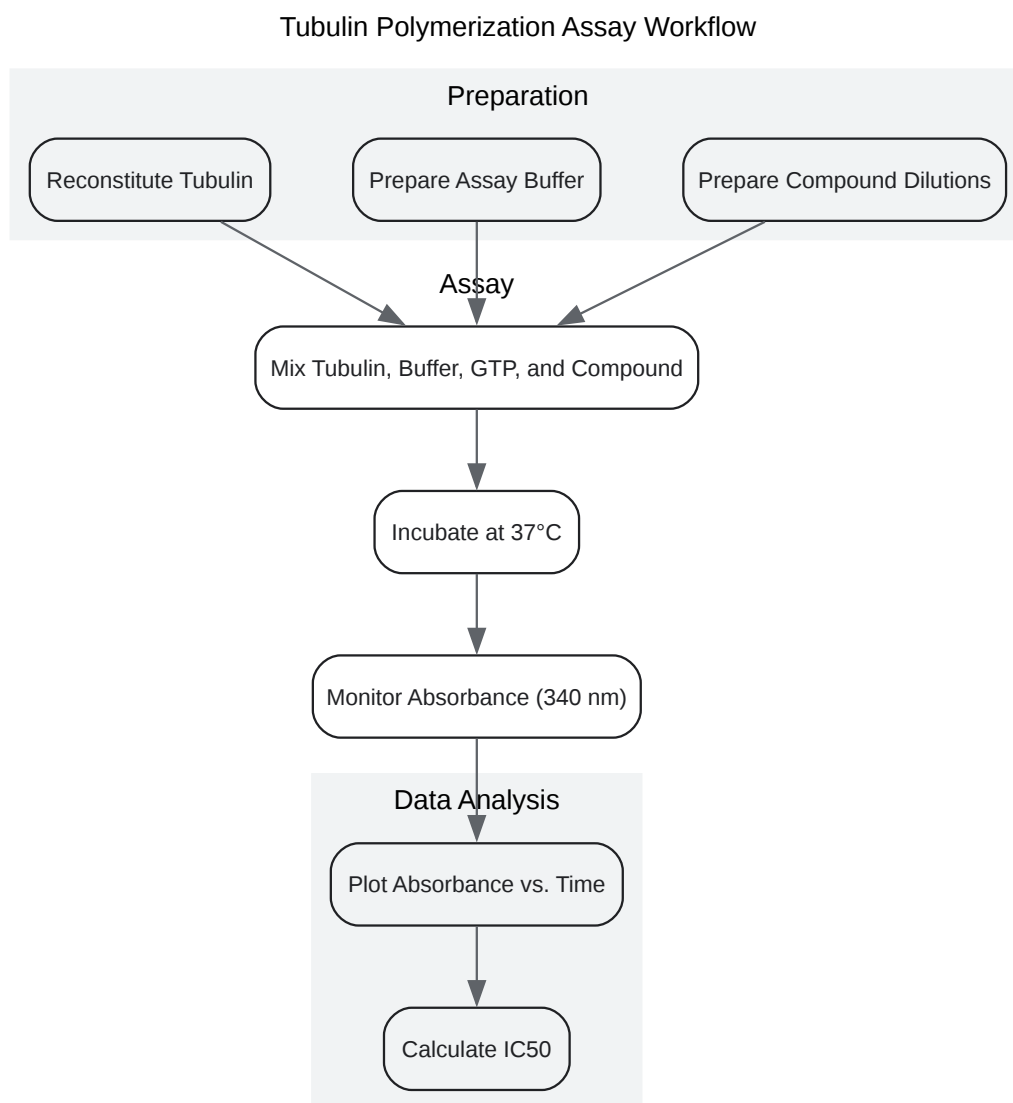 Tubulin Polymerization Assay Workflow
Preparation
Reconstitute Tubulin
Prepare Assay Buffer
Prepare Compound Dilutions
Assay
Mix Tubulin, Buffer, GTP, and Compound
Incubate at 37°C
Monitor Absorbance (340 nm)
Data Analysis
Plot Absorbance vs. Time
Calculate IC50